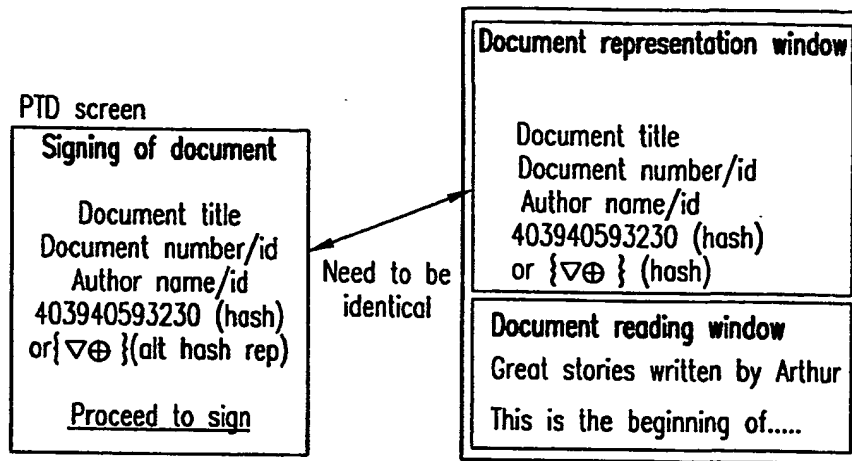 PTD screen
Signing of document
Document title
Document number/id
Author name/id
403940593230 (hash)
or{▽⊕ }(alt hash rep)
Proceed to sign
Need to be
identical
Document representation window
Document title
Document number/id
Author name/id
403940593230 (hash)
or {▽⊕ } (hash)
Document reading window
Great stories written by Arthur
This is the beginning of.....